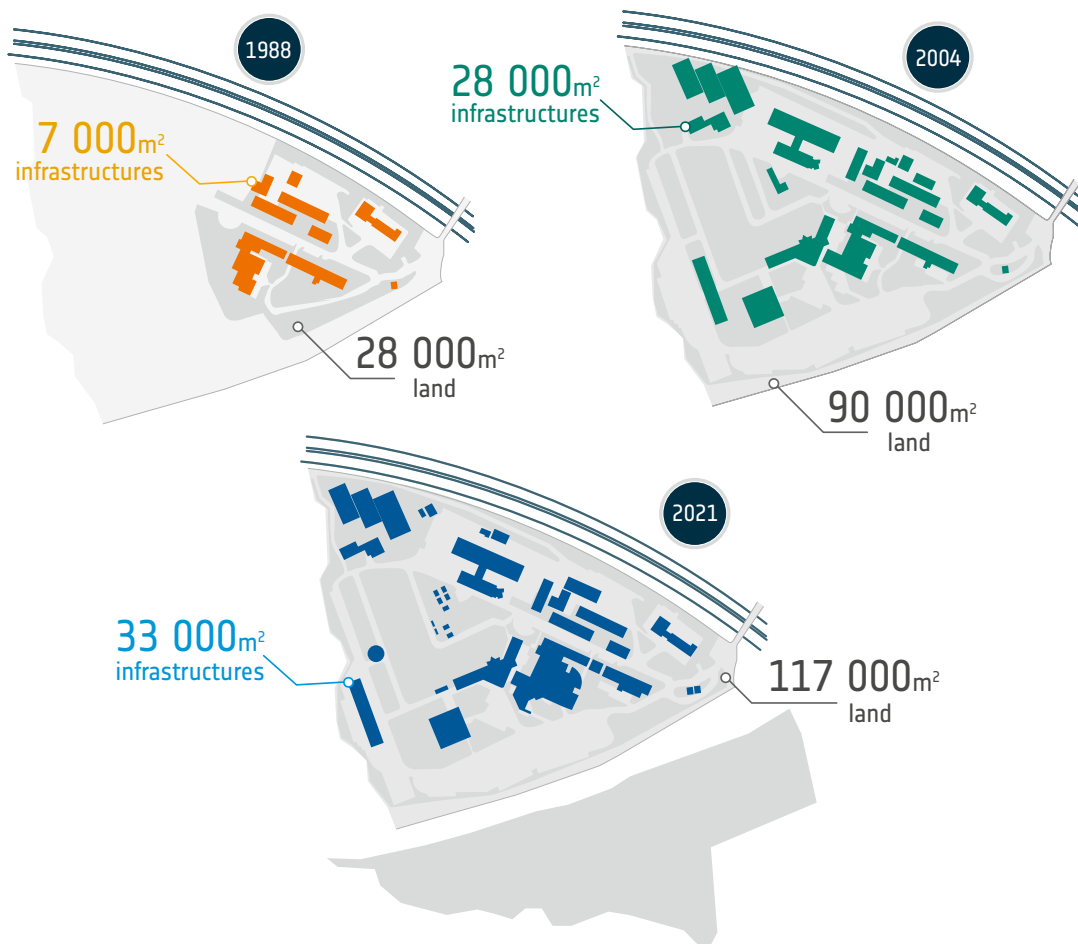 1988
7 000m²
infrastructures
28 000m²
land
2004
28 000m²
infrastructures
90 000m²
land
2021
33 000m²
infrastructures
117 000m²
land